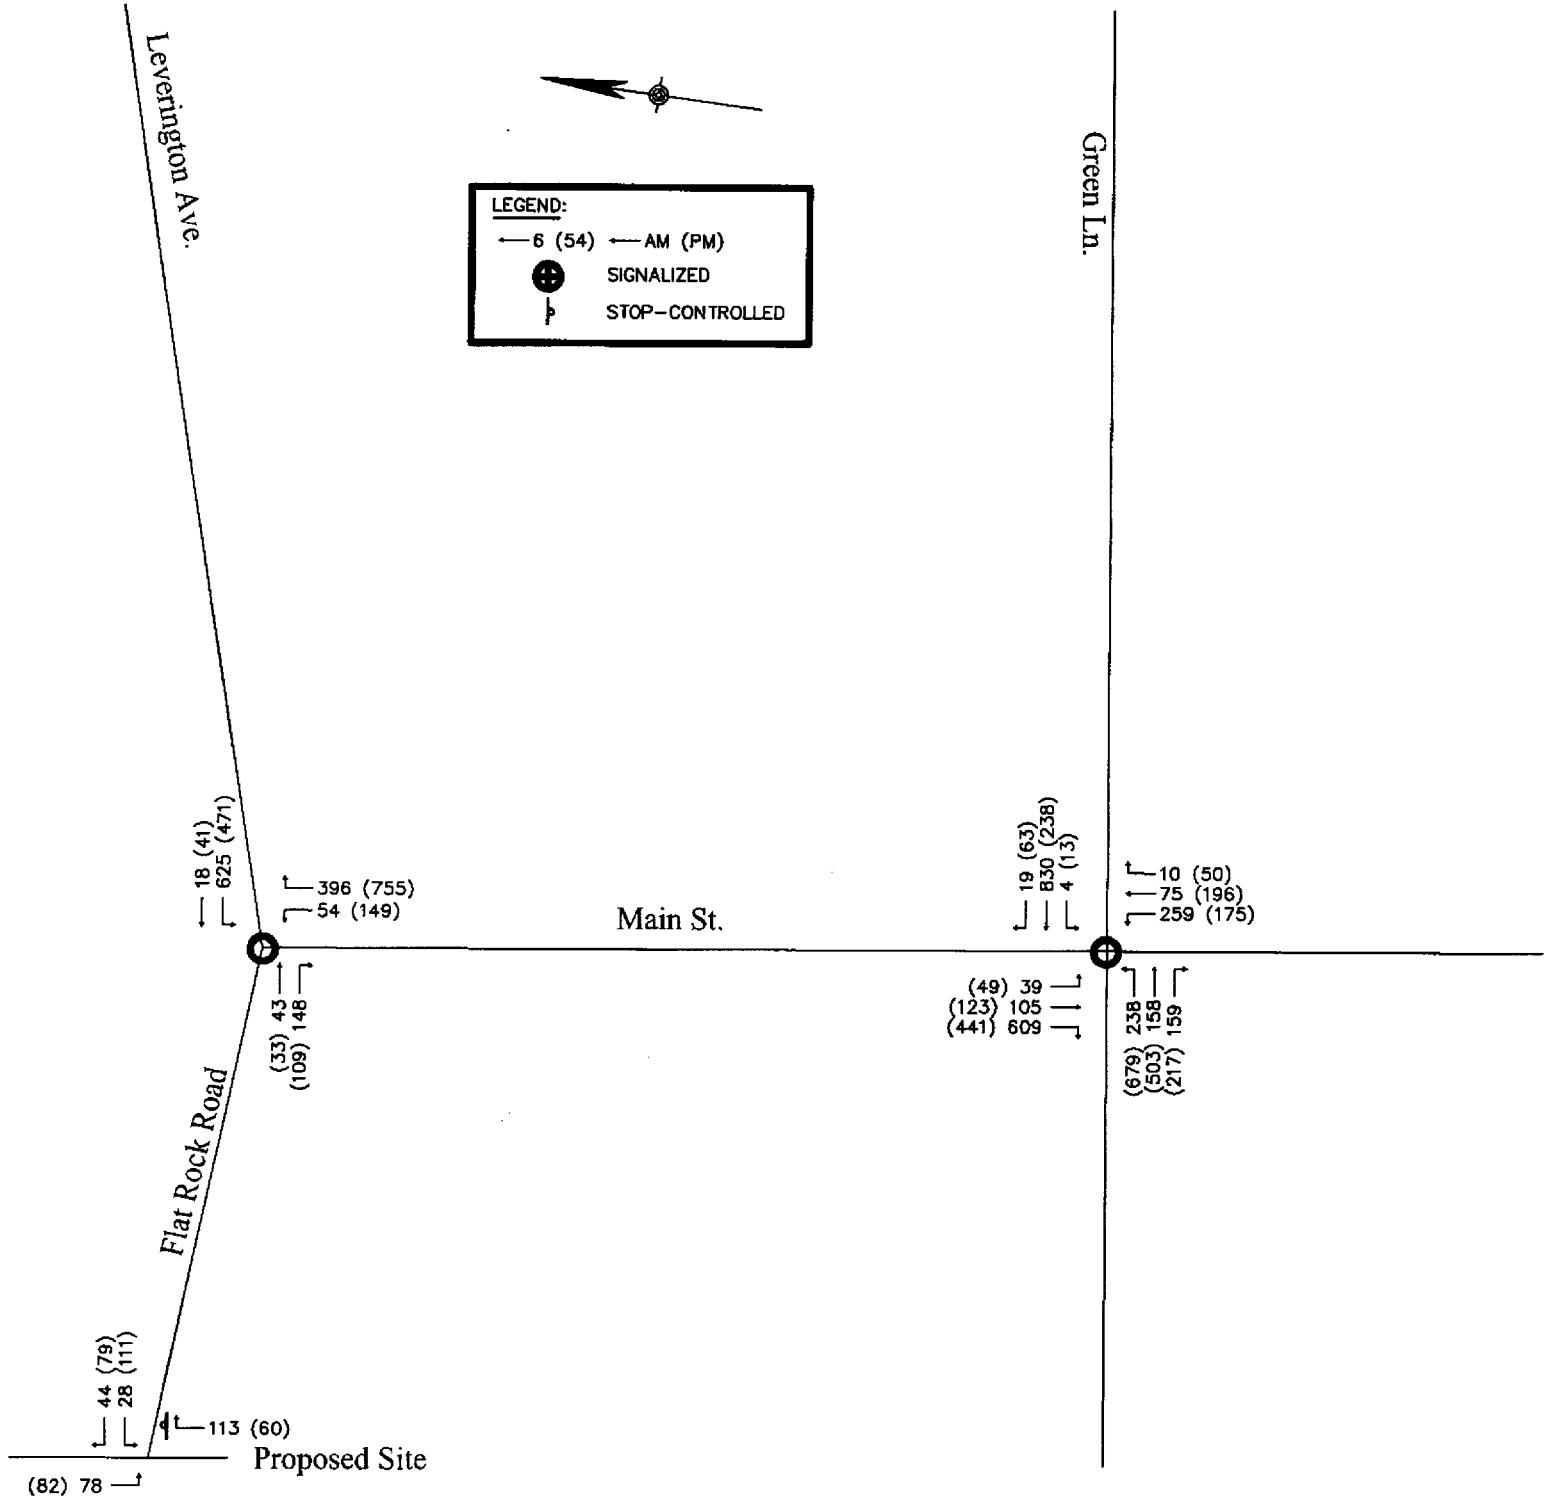 Leverington Ave.
Green Ln.
LEGEND:
6 (54) AM (PM)
SIGNALIZED
STOP-CONTROLLED
18 (41)
625 (471)
396 (755)
54 (149)
Main St.
19 (63)
830 (238)
4 (13)
10 (50)
75 (196)
259 (175)
(33) 43
(109) 148
(49) 39
(123) 105
(441) 609
(679) 238
(503) 158
(217) 159
Flat Rock Road
44 (79)
28 (111)
113 (60)
Proposed Site
(82) 78